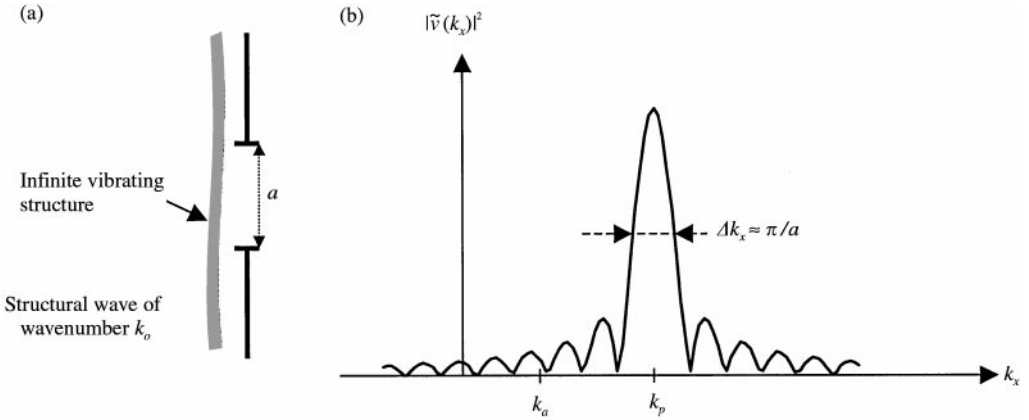 (a)
Infinite vibrating
structure
a
Structural wave of
wavenumber kₒ
(b)
|ṽ(kₓ)|²
Δkₓ ≈ π/a
kₐ
kₚ
kₓ